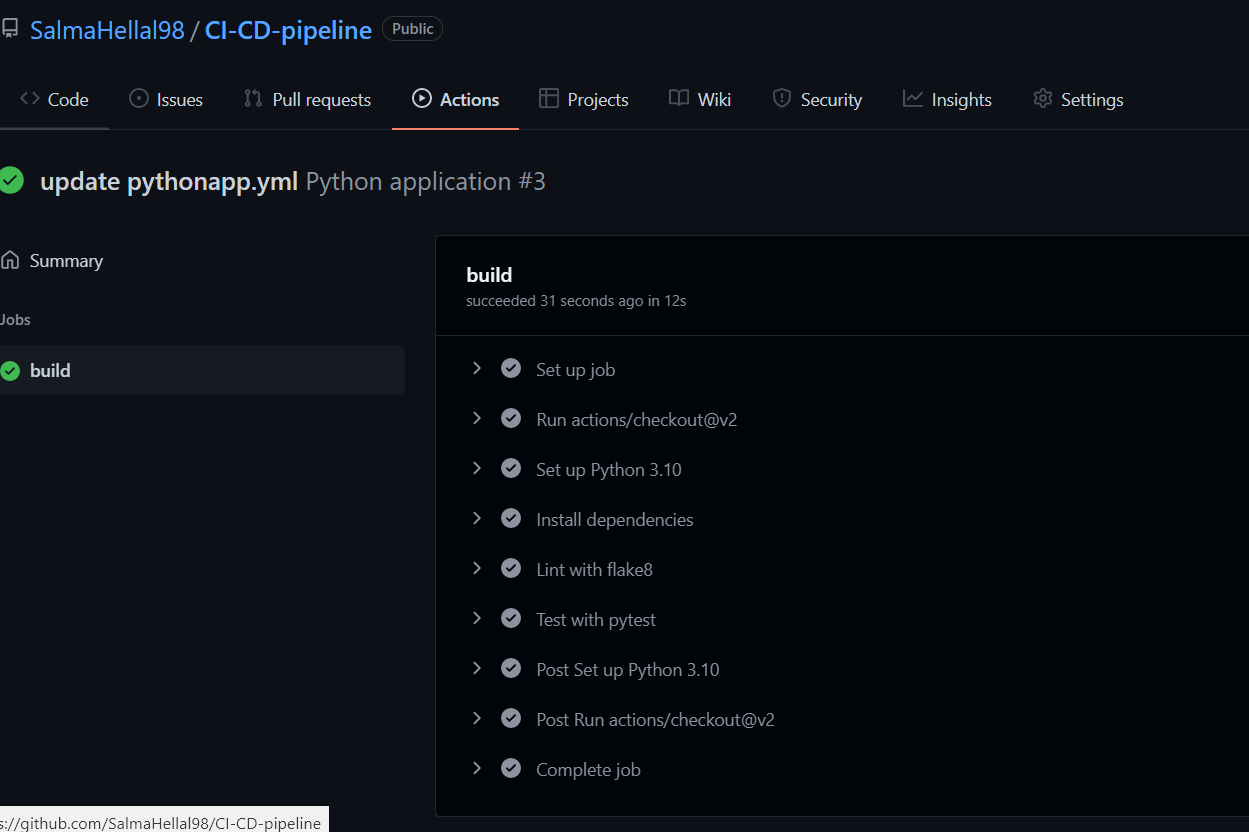 SalmaHellal98 / CI-CD-pipeline Public
Code Issues Pull requests Actions Projects Wiki Security Insights Settings
update pythonapp.yml Python application #3
Summary
Jobs
build
build
succeeded 31 seconds ago in 12s
Set up job
Run actions/checkout@v2
Set up Python 3.10
Install dependencies
Lint with flake8
Test with pytest
Post Set up Python 3.10
Post Run actions/checkout@v2
Complete job
s://github.com/SalmaHellal98/CI-CD-pipeline